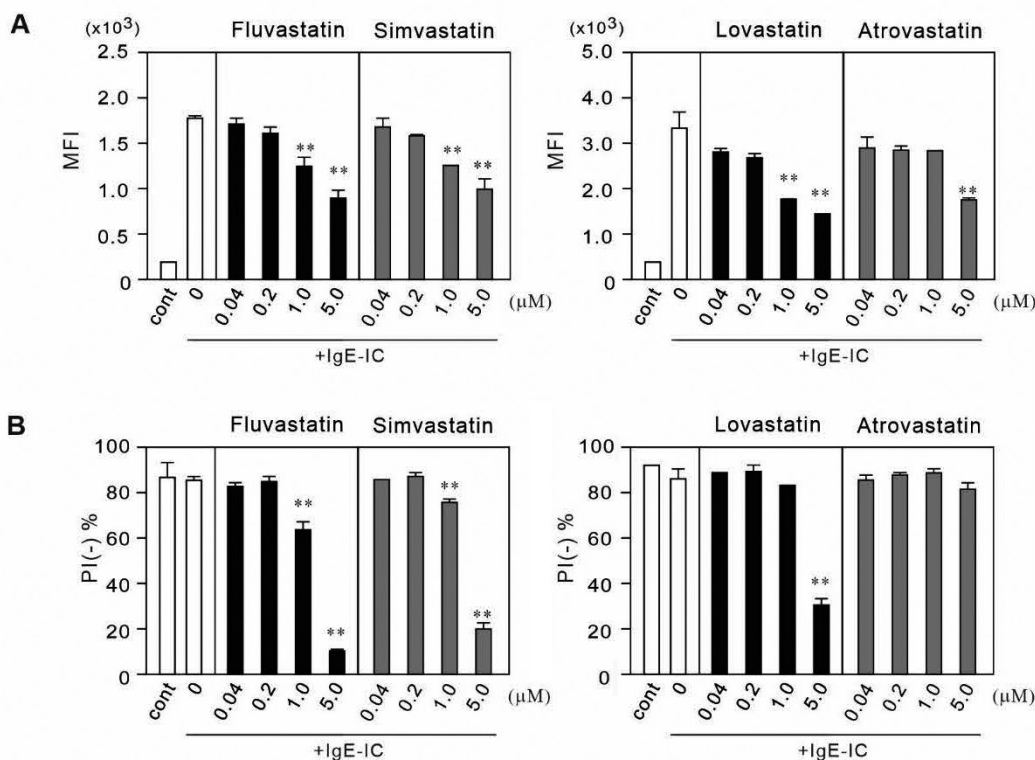 A
(x10³) Fluvastatin Simvastatin
2.5
2.0
1.5
1.0
0.5
0
MFI
** ** ** **
cont 0 0.04 0.2 1.0 5.0 0.04 0.2 1.0 5.0 (μM)
+IgE-IC
(x10³) Lovastatin Atrovastatin
5.0
4.0
3.0
2.0
1.0
0
MFI
** ** **
cont 0 0.04 0.2 1.0 5.0 0.04 0.2 1.0 5.0 (μM)
+IgE-IC
B
Fluvastatin Simvastatin
100
80
60
40
20
0
PI(-) %
** ** ** **
cont 0 0.04 0.2 1.0 5.0 0.04 0.2 1.0 5.0 (μM)
+IgE-IC
Lovastatin Atrovastatin
100
80
60
40
20
0
PI(-) %
**
cont 0 0.04 0.2 1.0 5.0 0.04 0.2 1.0 5.0 (μM)
+IgE-IC